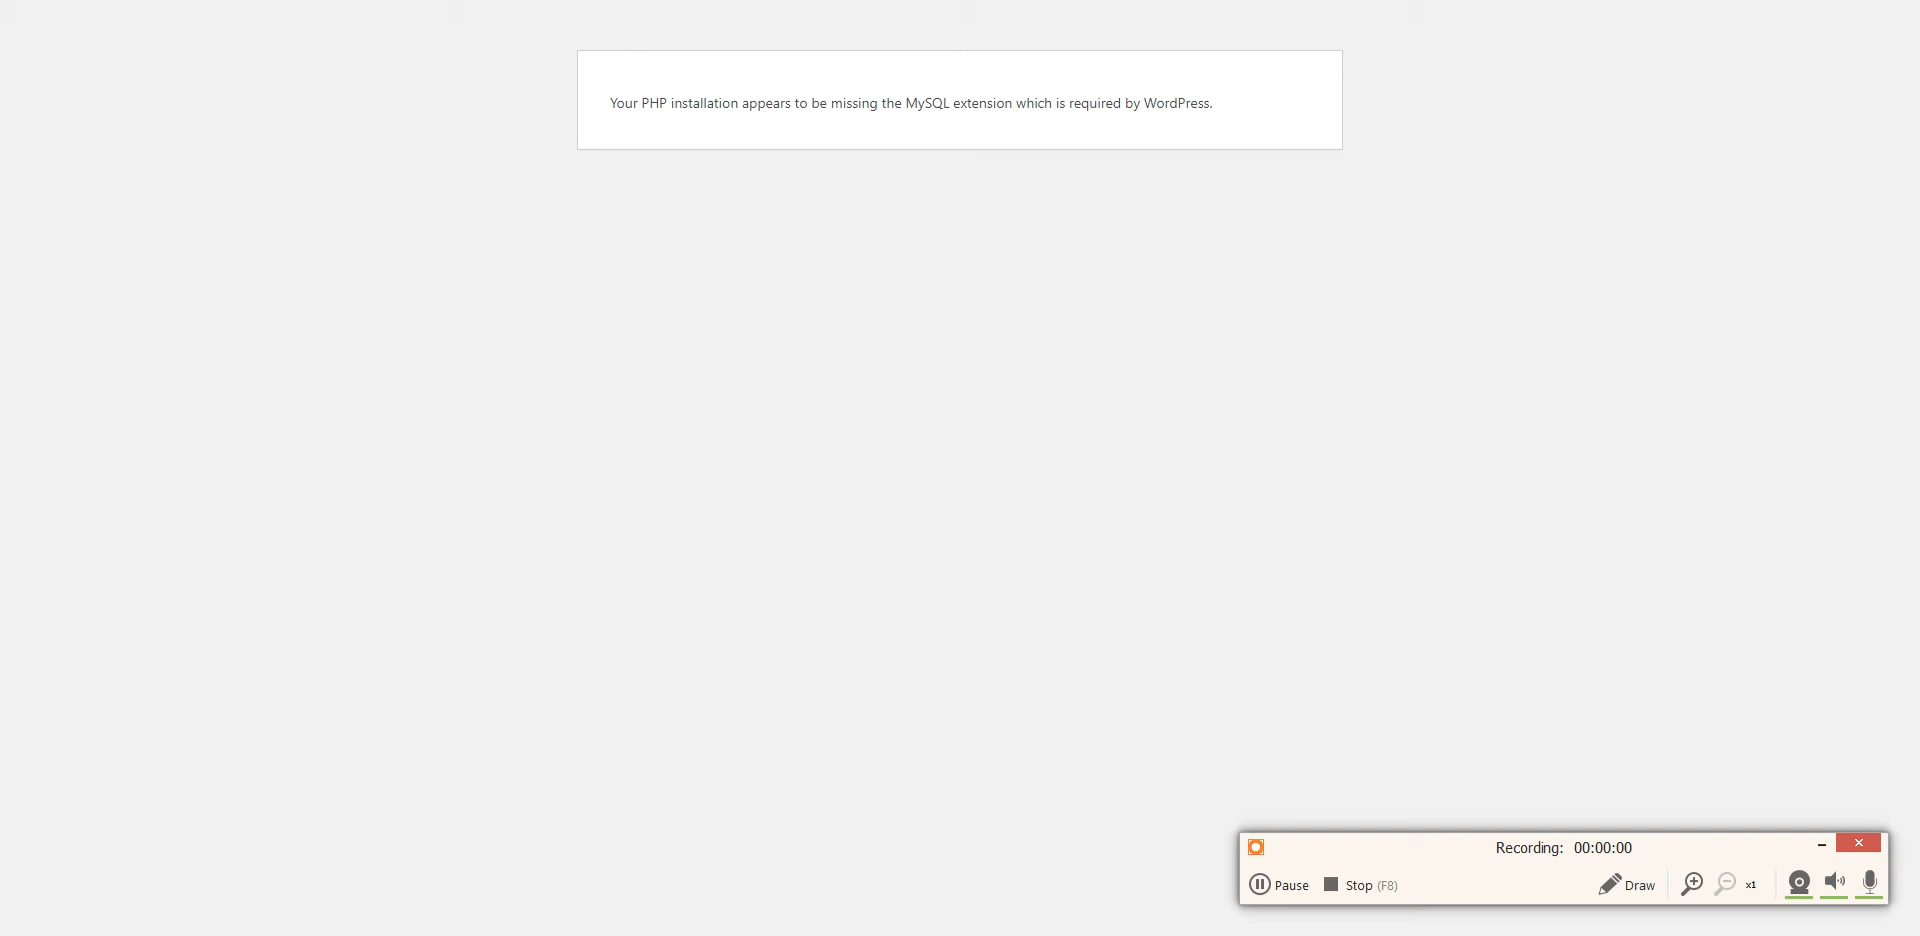 Your PHP installation appears to be missing the MySQL extension which is required by WordPress.
Recording: 00:00:00
Pause Stop (F8) Draw x1